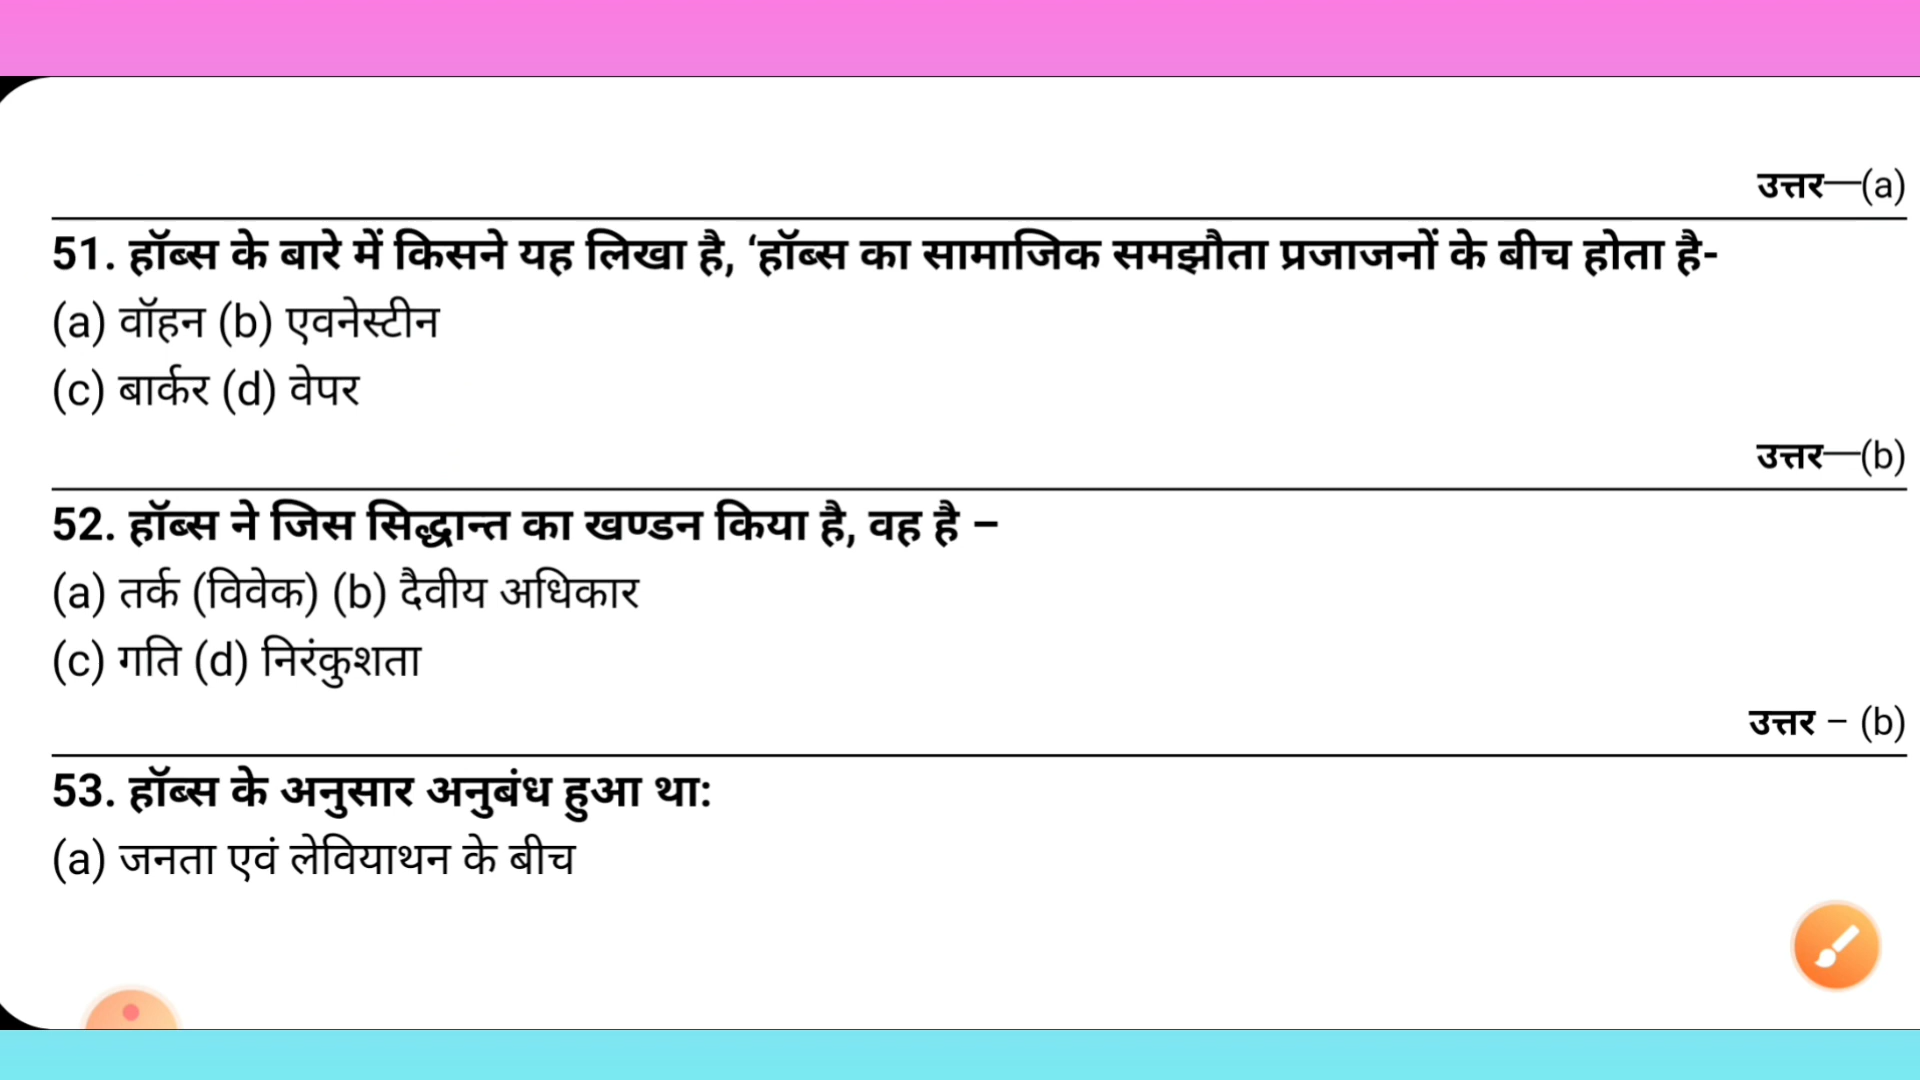 उत्तर—(a)
51. हॉब्स के बारे में किसने यह लिखा है, ‘हॉब्स का सामाजिक समझौता प्रजाजनों के बीच होता है-
(a) वॉहन (b) एवनेस्टीन
(c) बार्कर (d) वेपर
उत्तर—(b)
52. हॉब्स ने जिस सिद्धान्त का खण्डन किया है, वह है –
(a) तर्क (विवेक) (b) दैवीय अधिकार
(c) गति (d) निरंकुशता
उत्तर – (b)
53. हॉब्स के अनुसार अनुबंध हुआ था:
(a) जनता एवं लेवियाथन के बीच